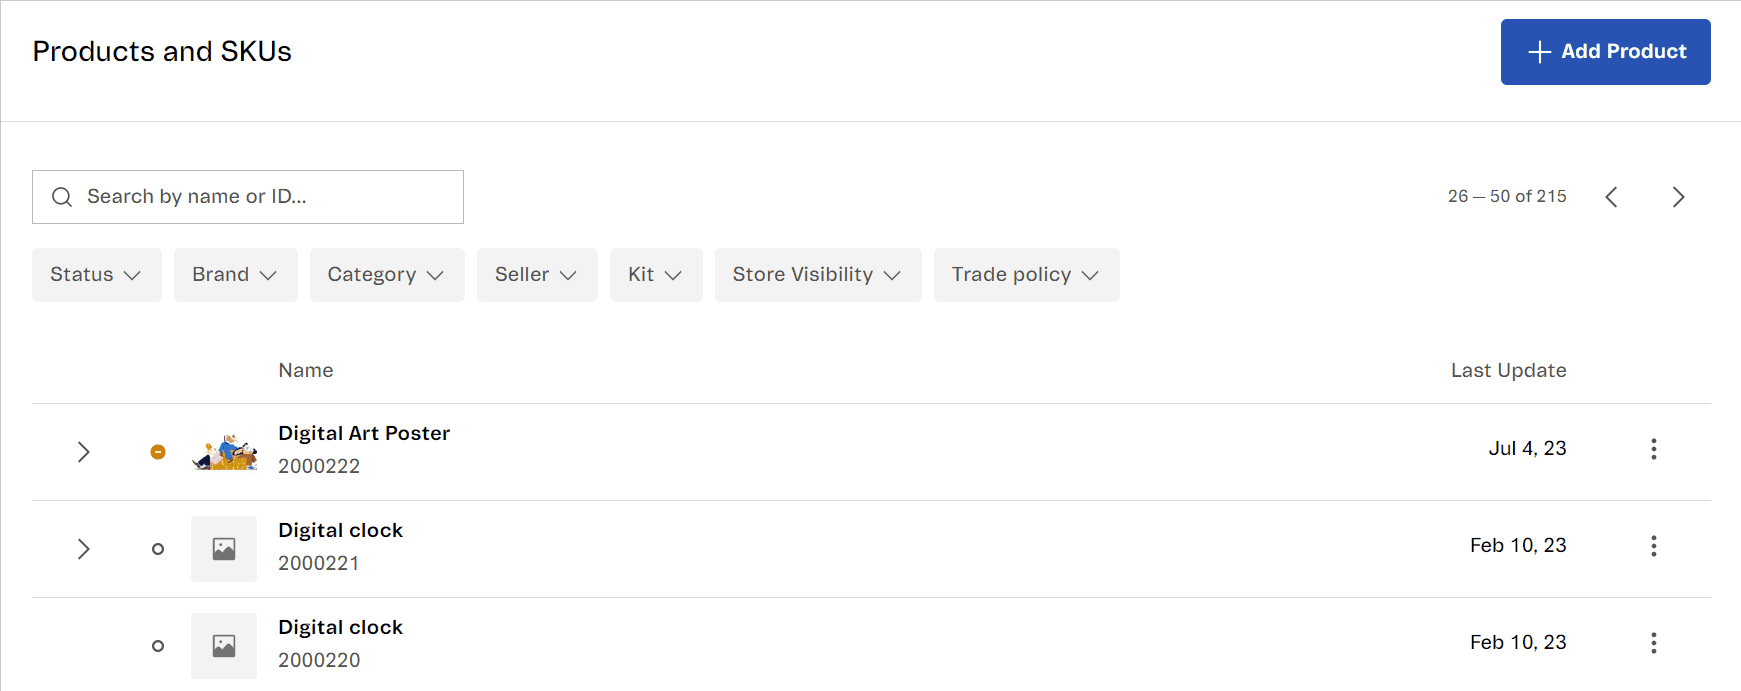 Products and SKUs
Add Product
Search by name or ID...
26 — 50 of 215
Status
Brand
Category
Seller
Kit
Store Visibility
Trade policy
Name
Last Update
Digital Art Poster
2000222
Jul 4, 23
Digital clock
2000221
Feb 10, 23
Digital clock
2000220
Feb 10, 23